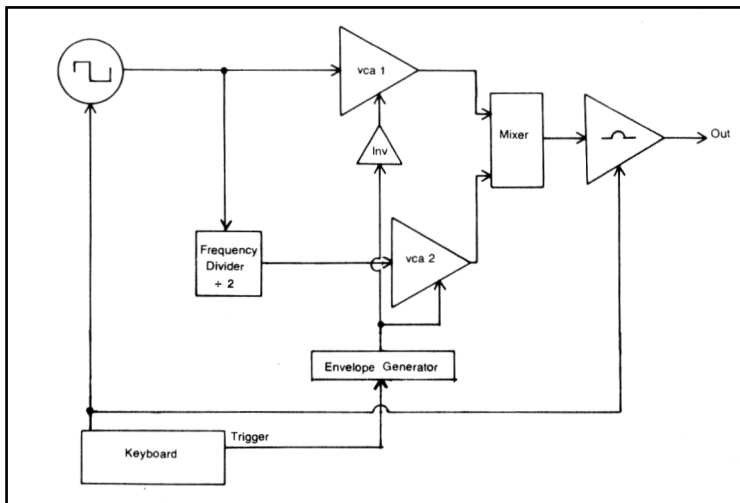 vca 1
Mixer
Out
Inv
Frequency
Divider
÷ 2
vca 2
Envelope Generator
Trigger
Keyboard